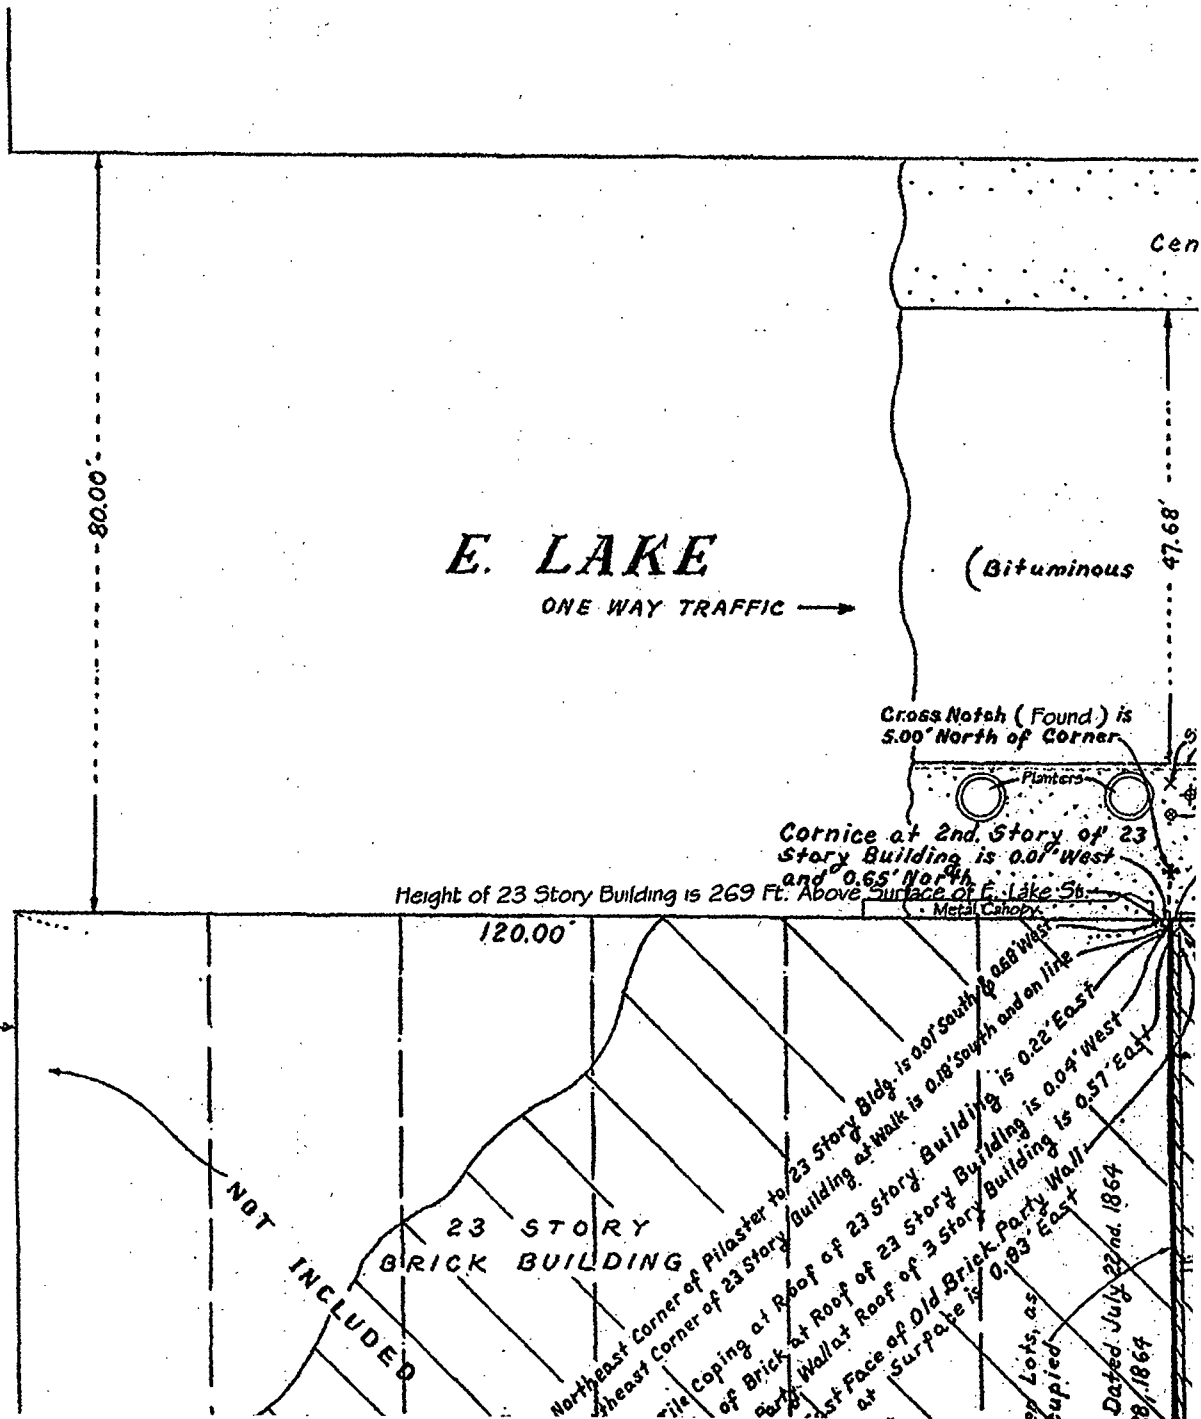 Cen
80.00'
47.68'
E. LAKE
(Bituminous
ONE WAY TRAFFIC
Cross Notch (Found) is
5.00' North of Corner
S
Planters
Cornice at 2nd. Story of 23
Story Building is 0.01' West
and 0.65' North
Height of 23 Story Building is 269 Ft. Above Surface of E. Lake St.
Metal Canopy
120.00'
Northeast Corner of Pilaster to 23 Story Bldg. is 0.01' South & 0.68' West
theast Corner of 23 Story Building at Walk is 0.18' South and on line
Tile Coping at Roof of 23 Story Building is 0.22' East
of Brick at Roof of 23 Story Building is 0.04' West
Party Wall at Roof of 3 Story Building is 0.57' East
ast Face of Old Brick Party Wall
at Surface is 0.83' East
NOT INCLUDED
23 STORY
BRICK BUILDING
en Lots, as
cupied
Dated July 22nd. 1864
8, 1864